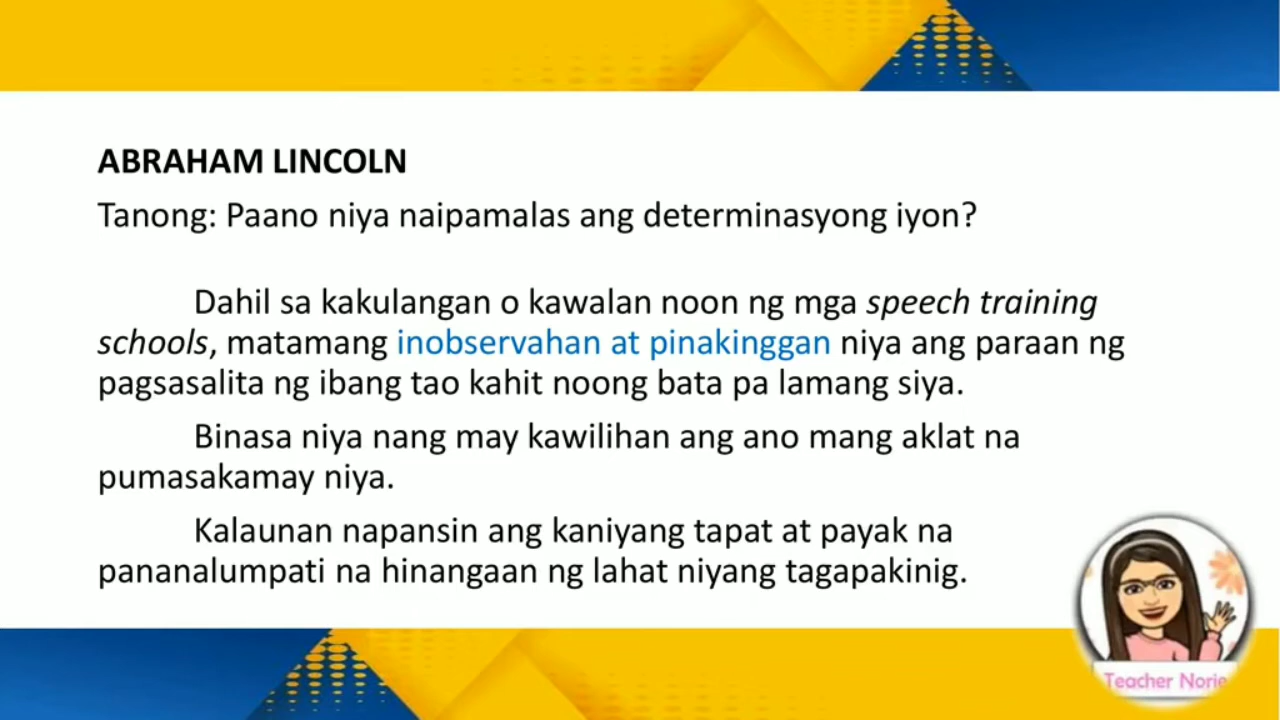 ABRAHAM LINCOLN
Tanong: Paano niya naipamalas ang determinasyong iyon?
Dahil sa kakulangan o kawalan noon ng mga speech training
schools, matamang inobservahan at pinakinggan niya ang paraan ng
pagsasalita ng ibang tao kahit noong bata pa lamang siya.
Binasa niya nang may kawilihan ang ano mang aklat na
pumasakamay niya.
Kalaunan napansin ang kaniyang tapat at payak na
pananalumpati na hinangaan ng lahat niyang tagapakinig.
Teacher Norie